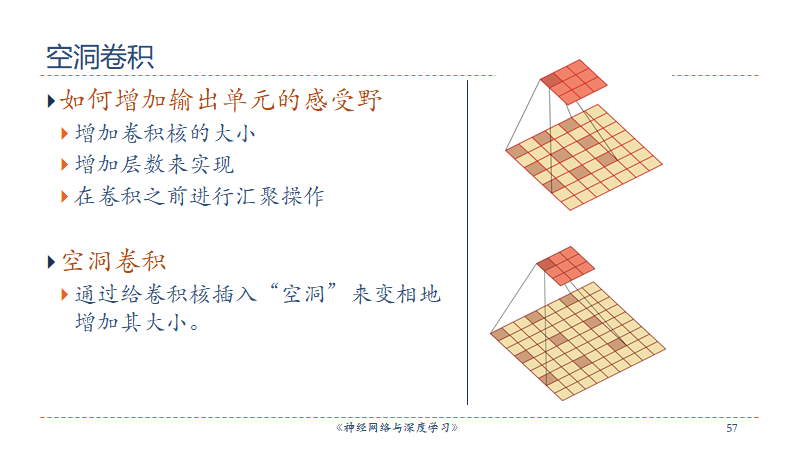 空洞卷积
如何增加输出单元的感受野
增加卷积核的大小
增加层数来实现
在卷积之前进行汇聚操作
空洞卷积
通过给卷积核插入“空洞”来变相地
增加其大小。
《神经网络与深度学习》
57